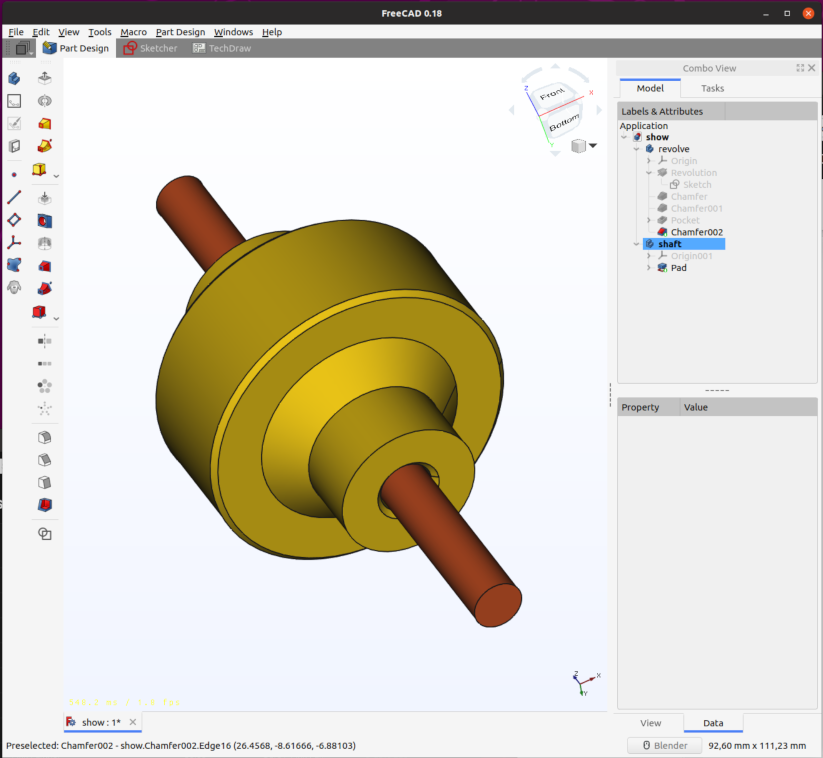 FreeCAD 0.18
File Edit View Tools Macro Part Design Windows Help
Part Design Sketcher TechDraw
Combo View
Model Tasks
Labels & Attributes
Application
show
revolve
Origin
Revolution
Sketch
Chamfer
Chamfer001
Pocket
Chamfer002
shaft
Origin001
Pad
Front
Bottom
Z
X
Y
Property Value
Z
X
Y
show : 1*
View Data
Preselected: Chamfer002 - show.Chamfer002.Edge16 (26.4568, -8.61666, -6.88103)
Blender 92,60 mm x 111,23 mm